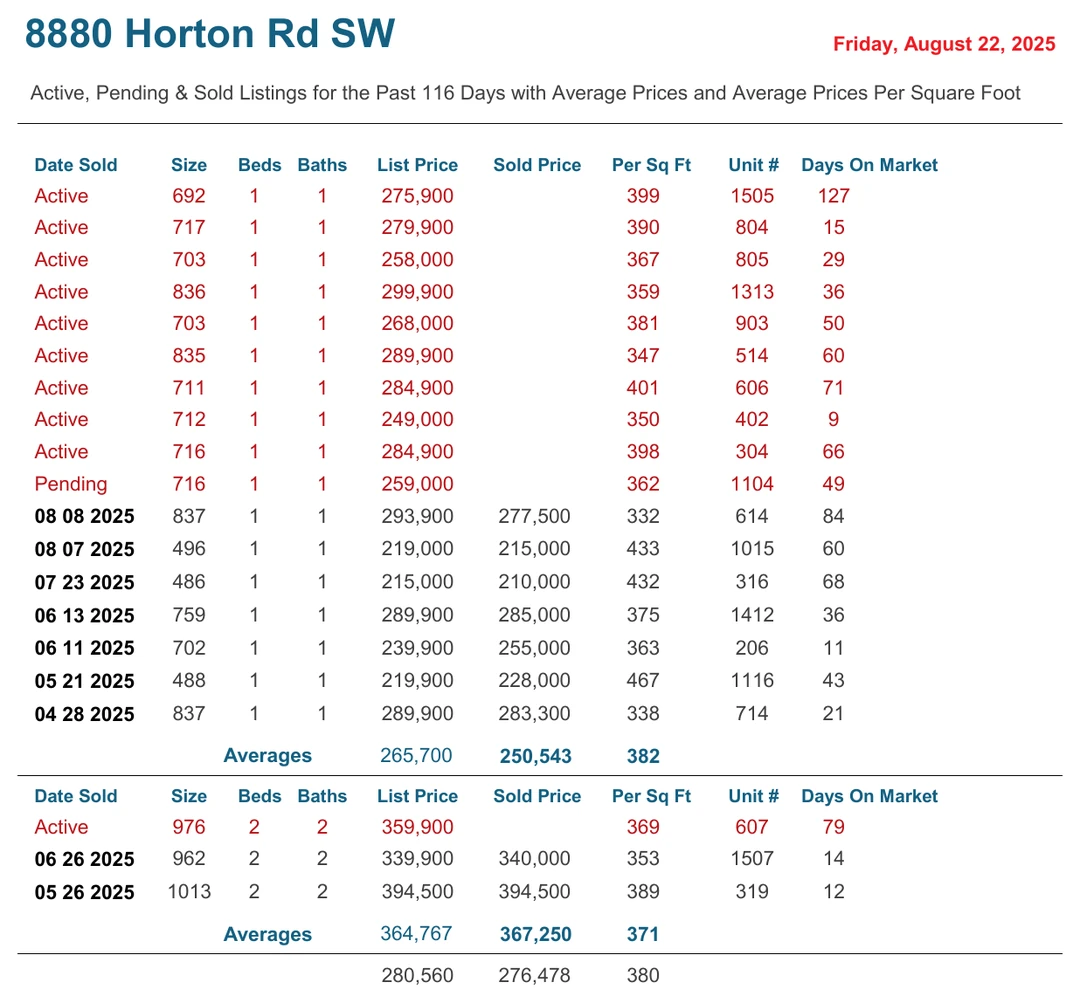 8880 Horton Rd SW
Friday, August 22, 2025
Active, Pending & Sold Listings for the Past 116 Days with Average Prices and Average Prices Per Square Foot
Date Sold Size Beds Baths List Price Sold Price Per Sq Ft Unit # Days On Market
Active 692 1 1 275,900 399 1505 127
Active 717 1 1 279,900 390 804 15
Active 703 1 1 258,000 367 805 29
Active 836 1 1 299,900 359 1313 36
Active 703 1 1 268,000 381 903 50
Active 835 1 1 289,900 347 514 60
Active 711 1 1 284,900 401 606 71
Active 712 1 1 249,000 350 402 9
Active 716 1 1 284,900 398 304 66
Pending 716 1 1 259,000 362 1104 49
08 08 2025 837 1 1 293,900 277,500 332 614 84
08 07 2025 496 1 1 219,000 215,000 433 1015 60
07 23 2025 486 1 1 215,000 210,000 432 316 68
06 13 2025 759 1 1 289,900 285,000 375 1412 36
06 11 2025 702 1 1 239,900 255,000 363 206 11
05 21 2025 488 1 1 219,900 228,000 467 1116 43
04 28 2025 837 1 1 289,900 283,300 338 714 21
Averages 265,700 250,543 382
Date Sold Size Beds Baths List Price Sold Price Per Sq Ft Unit # Days On Market
Active 976 2 2 359,900 369 607 79
06 26 2025 962 2 2 339,900 340,000 353 1507 14
05 26 2025 1013 2 2 394,500 394,500 389 319 12
Averages 364,767 367,250 371
280,560 276,478 380